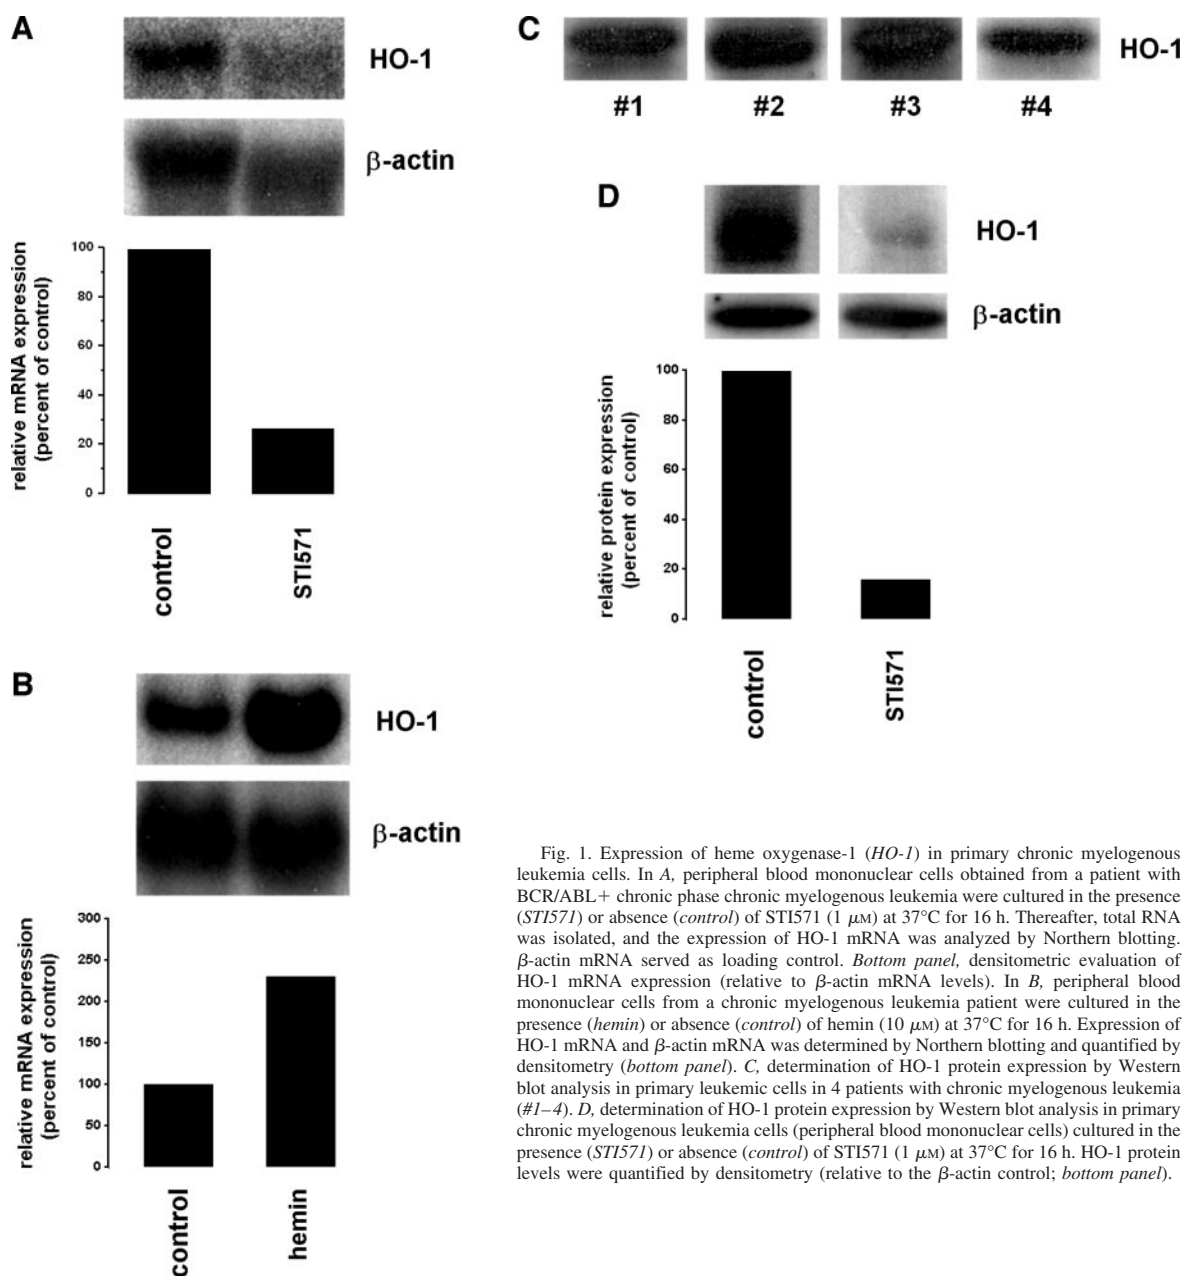 A
HO-1
β-actin
relative mRNA expression
(percent of control)
100
80
60
40
20
0
control
STI571
B
HO-1
β-actin
relative mRNA expression
(percent of control)
300
250
200
150
100
50
0
control
hemin
C
HO-1
#1
#2
#3
#4
D
HO-1
β-actin
relative protein expression
(percent of control)
100
80
60
40
20
0
control
STI571
Fig. 1. Expression of heme oxygenase-1 (HO-1) in primary chronic myelogenous
leukemia cells. In A, peripheral blood mononuclear cells obtained from a patient with
BCR/ABL+ chronic phase chronic myelogenous leukemia were cultured in the presence
(STI571) or absence (control) of STI571 (1 μM) at 37°C for 16 h. Thereafter, total RNA
was isolated, and the expression of HO-1 mRNA was analyzed by Northern blotting.
β-actin mRNA served as loading control. Bottom panel, densitometric evaluation of
HO-1 mRNA expression (relative to β-actin mRNA levels). In B, peripheral blood
mononuclear cells from a chronic myelogenous leukemia patient were cultured in the
presence (hemin) or absence (control) of hemin (10 μM) at 37°C for 16 h. Expression of
HO-1 mRNA and β-actin mRNA was determined by Northern blotting and quantified by
densitometry (bottom panel). C, determination of HO-1 protein expression by Western
blot analysis in primary leukemic cells in 4 patients with chronic myelogenous leukemia
(#1–4). D, determination of HO-1 protein expression by Western blot analysis in primary
chronic myelogenous leukemia cells (peripheral blood mononuclear cells) cultured in the
presence (STI571) or absence (control) of STI571 (1 μM) at 37°C for 16 h. HO-1 protein
levels were quantified by densitometry (relative to the β-actin control; bottom panel).